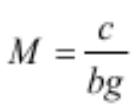 M = c / bg